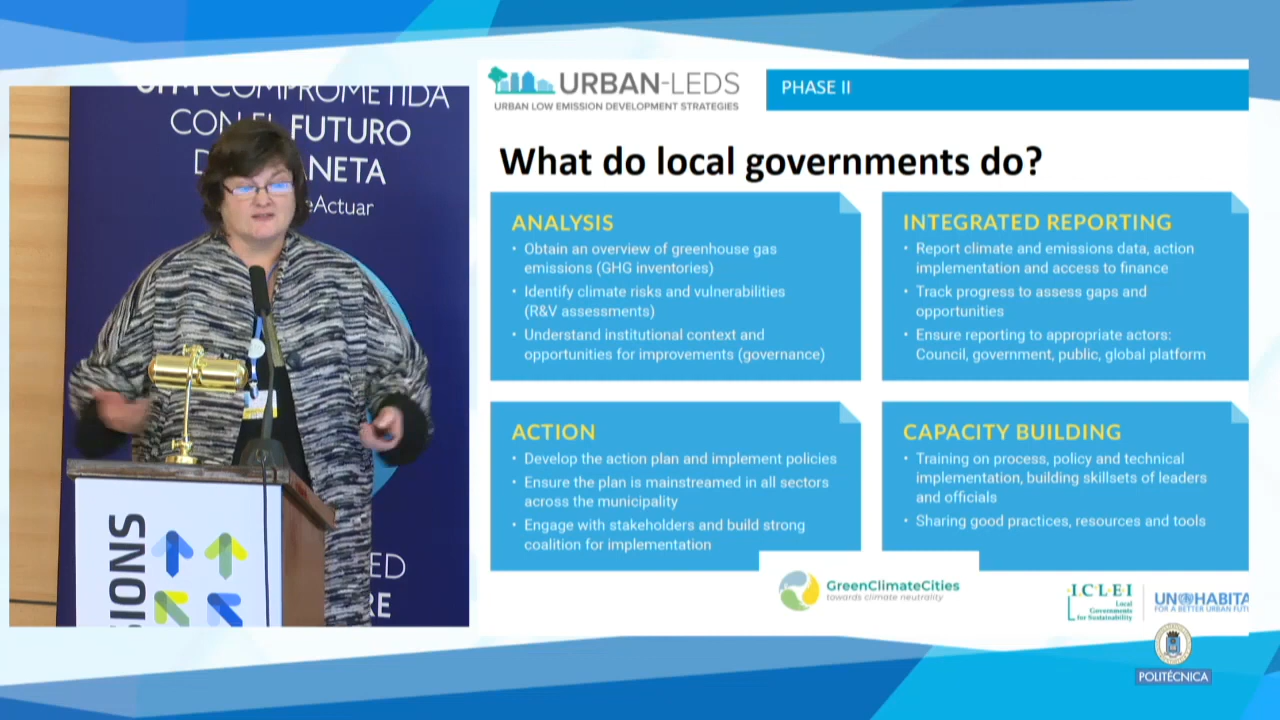 COMPROMETIDA
CON EL FUTURO
ANETA
eActuar
ED
RE
SIONS
URBAN-LEDS
URBAN LOW EMISSION DEVELOPMENT STRATEGIES
PHASE II
What do local governments do?
ANALYSIS
• Obtain an overview of greenhouse gas
emissions (GHG inventories)
• Identify climate risks and vulnerabilities
(R&V assessments)
• Understand institutional context and
opportunities for improvements (governance)
INTEGRATED REPORTING
• Report climate and emissions data, action
implementation and access to finance
• Track progress to assess gaps and
opportunities
• Ensure reporting to appropriate actors:
Council, government, public, global platform
ACTION
• Develop the action plan and implement policies
• Ensure the plan is mainstreamed in all sectors
across the municipality
• Engage with stakeholders and build strong
coalition for implementation
CAPACITY BUILDING
• Training on process, policy and technical
implementation, building skillsets of leaders
and officials
• Sharing good practices, resources and tools
GreenClimateCities
towards climate neutrality
I.C.L.E.I
Local
Governments
for Sustainability
UN HABITA
FOR A BETTER URBAN FUTU
POLITÉCNICA